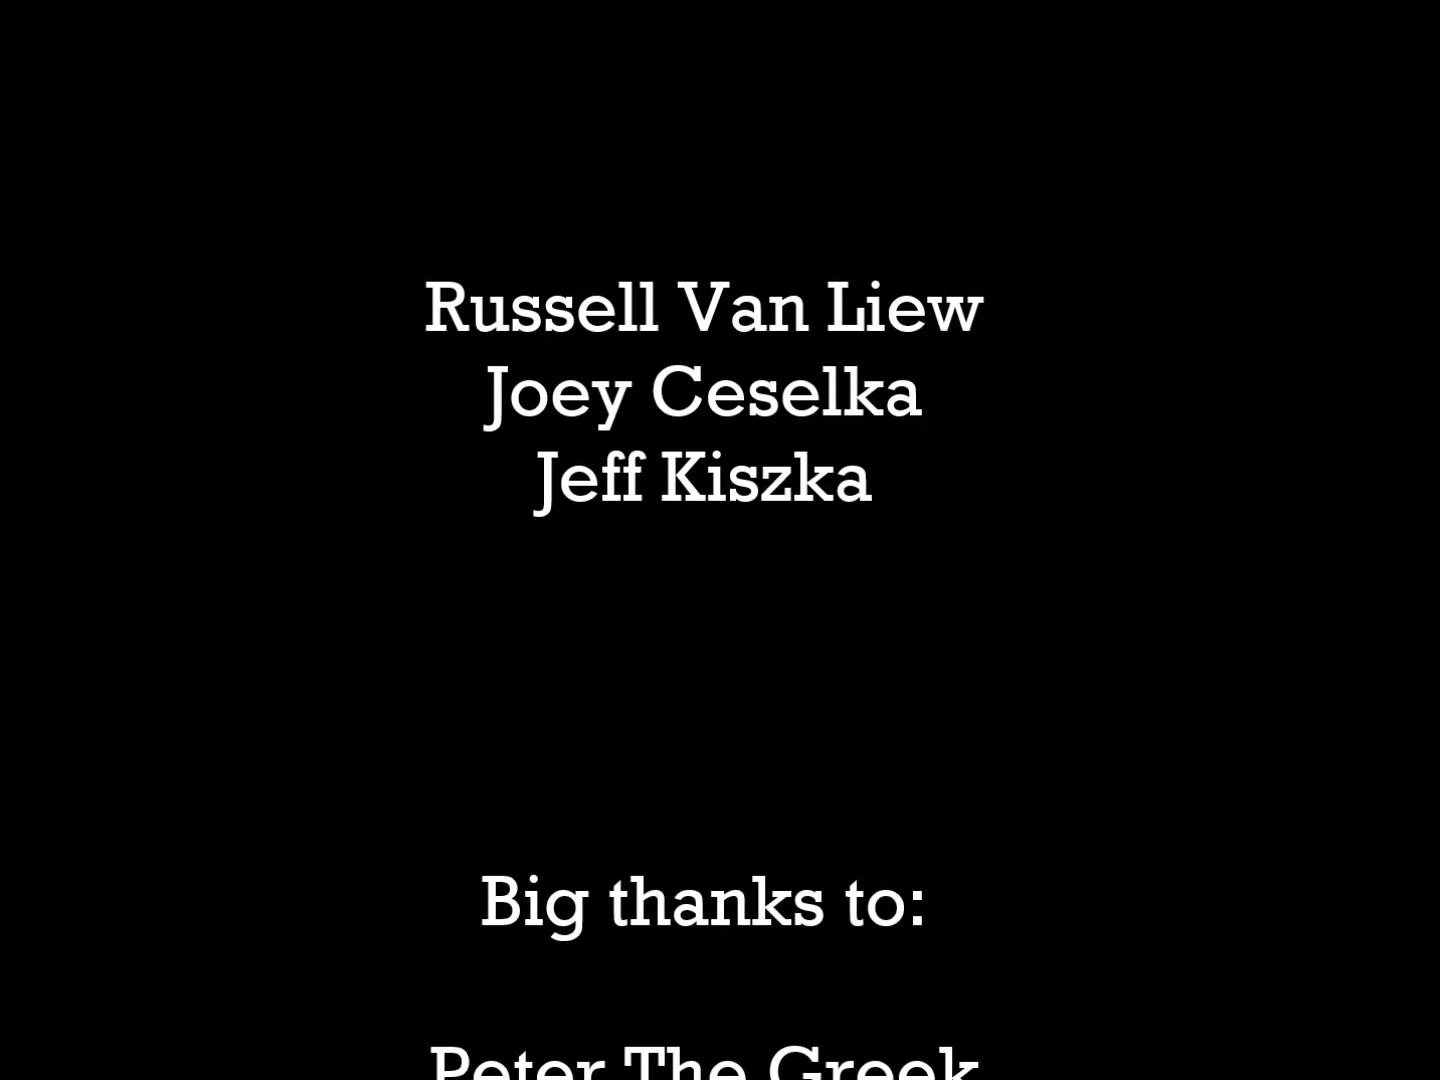 Russell Van Liew
Joey Ceselka
Jeff Kiszka
Big thanks to:
Peter The Greek